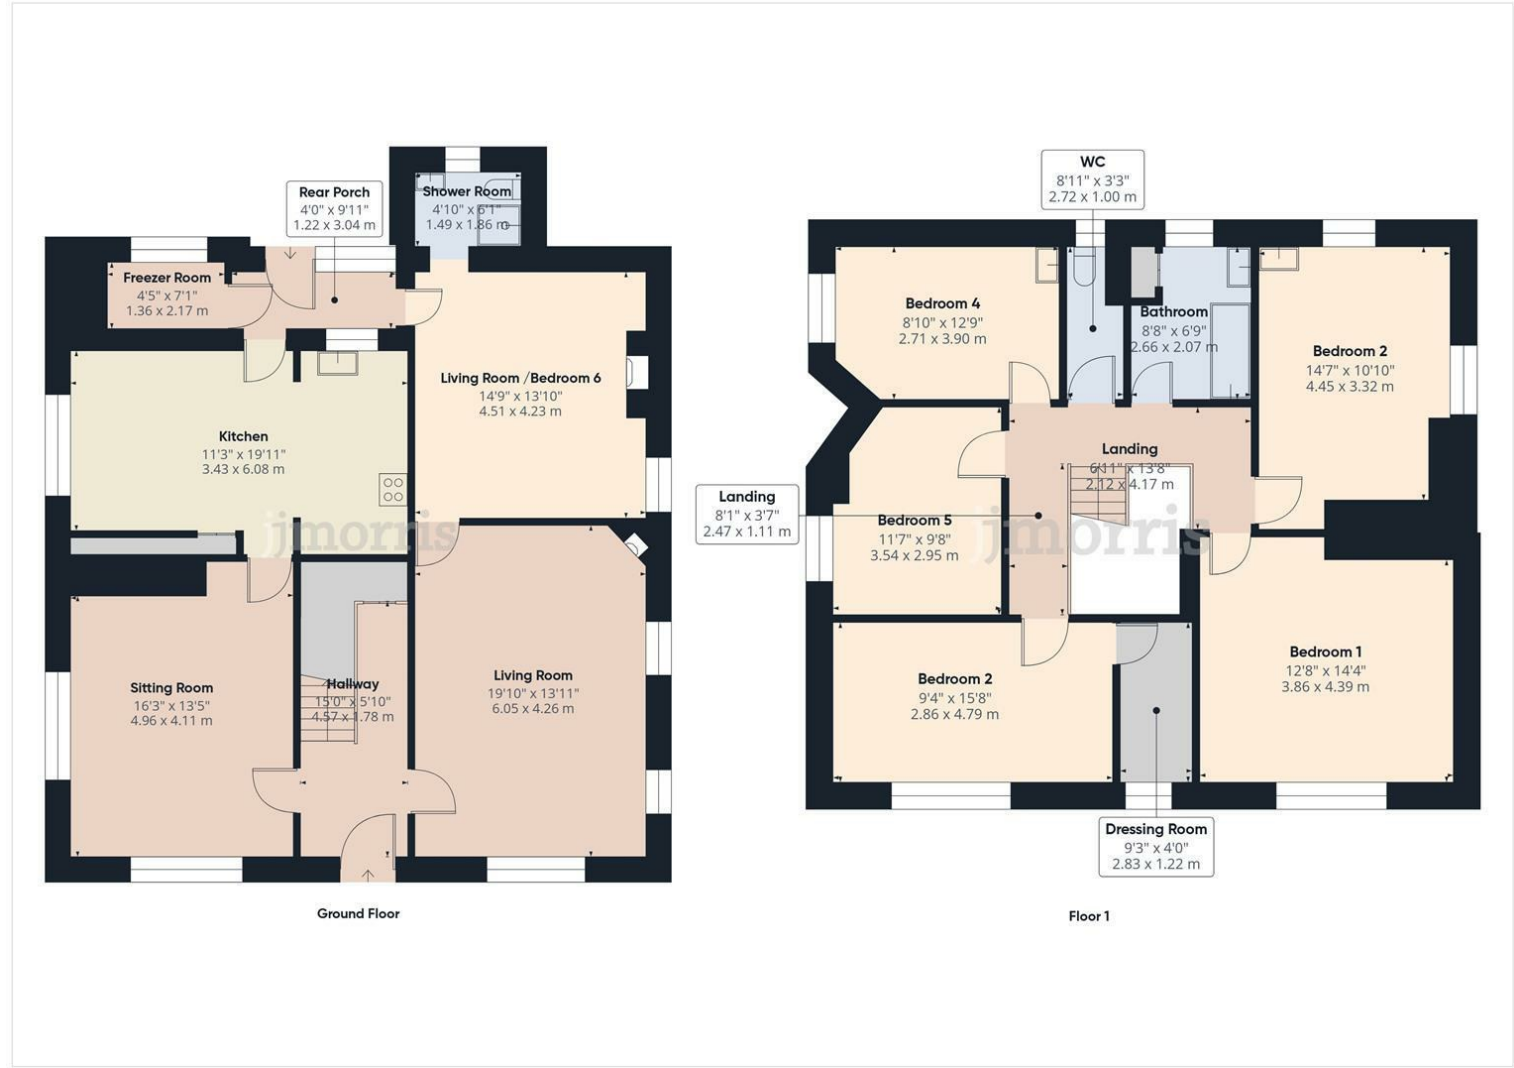 Rear Porch
4'0" x 9'11"
1.22 x 3.04 m
Shower Room
4'10" x 6'1"
1.49 x 1.86 m
Freezer Room
4'5" x 7'1"
1.36 x 2.17 m
Living Room /Bedroom 6
14'9" x 13'10"
4.51 x 4.23 m
Kitchen
11'3" x 19'11"
3.43 x 6.08 m
jjmorris
Sitting Room
16'3" x 13'5"
4.96 x 4.11 m
Hallway
15'0" x 5'10"
4.57 x 1.78 m
Living Room
19'10" x 13'11"
6.05 x 4.26 m
Ground Floor
WC
8'11" x 3'3"
2.72 x 1.00 m
Bedroom 4
8'10" x 12'9"
2.71 x 3.90 m
Bathroom
8'8" x 6'9"
2.66 x 2.07 m
Bedroom 2
14'7" x 10'10"
4.45 x 3.32 m
Landing
6'11" x 13'8"
2.12 x 4.17 m
Landing
8'1" x 3'7"
2.47 x 1.11 m
Bedroom 5
11'7" x 9'8"
3.54 x 2.95 m
jjmorris
Bedroom 2
9'4" x 15'8"
2.86 x 4.79 m
Bedroom 1
12'8" x 14'4"
3.86 x 4.39 m
Dressing Room
9'3" x 4'0"
2.83 x 1.22 m
Floor 1